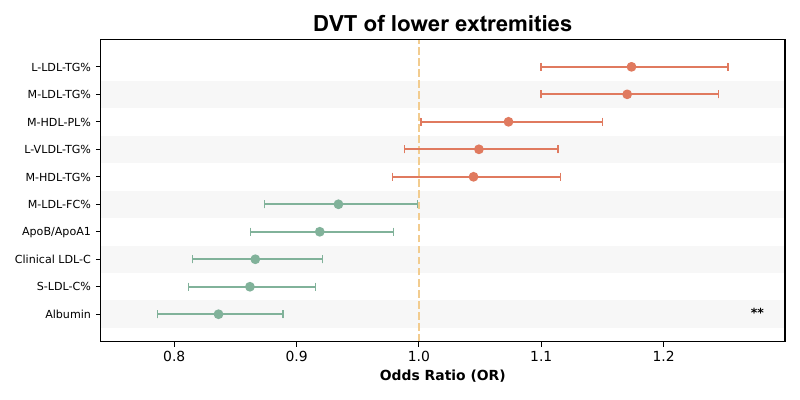 DVT of lower extremities
L-LDL-TG%
M-LDL-TG%
M-HDL-PL%
L-VLDL-TG%
M-HDL-TG%
M-LDL-FC%
ApoB/ApoA1
Clinical LDL-C
S-LDL-C%
Albumin
**
0.8 0.9 1.0 1.1 1.2
Odds Ratio (OR)